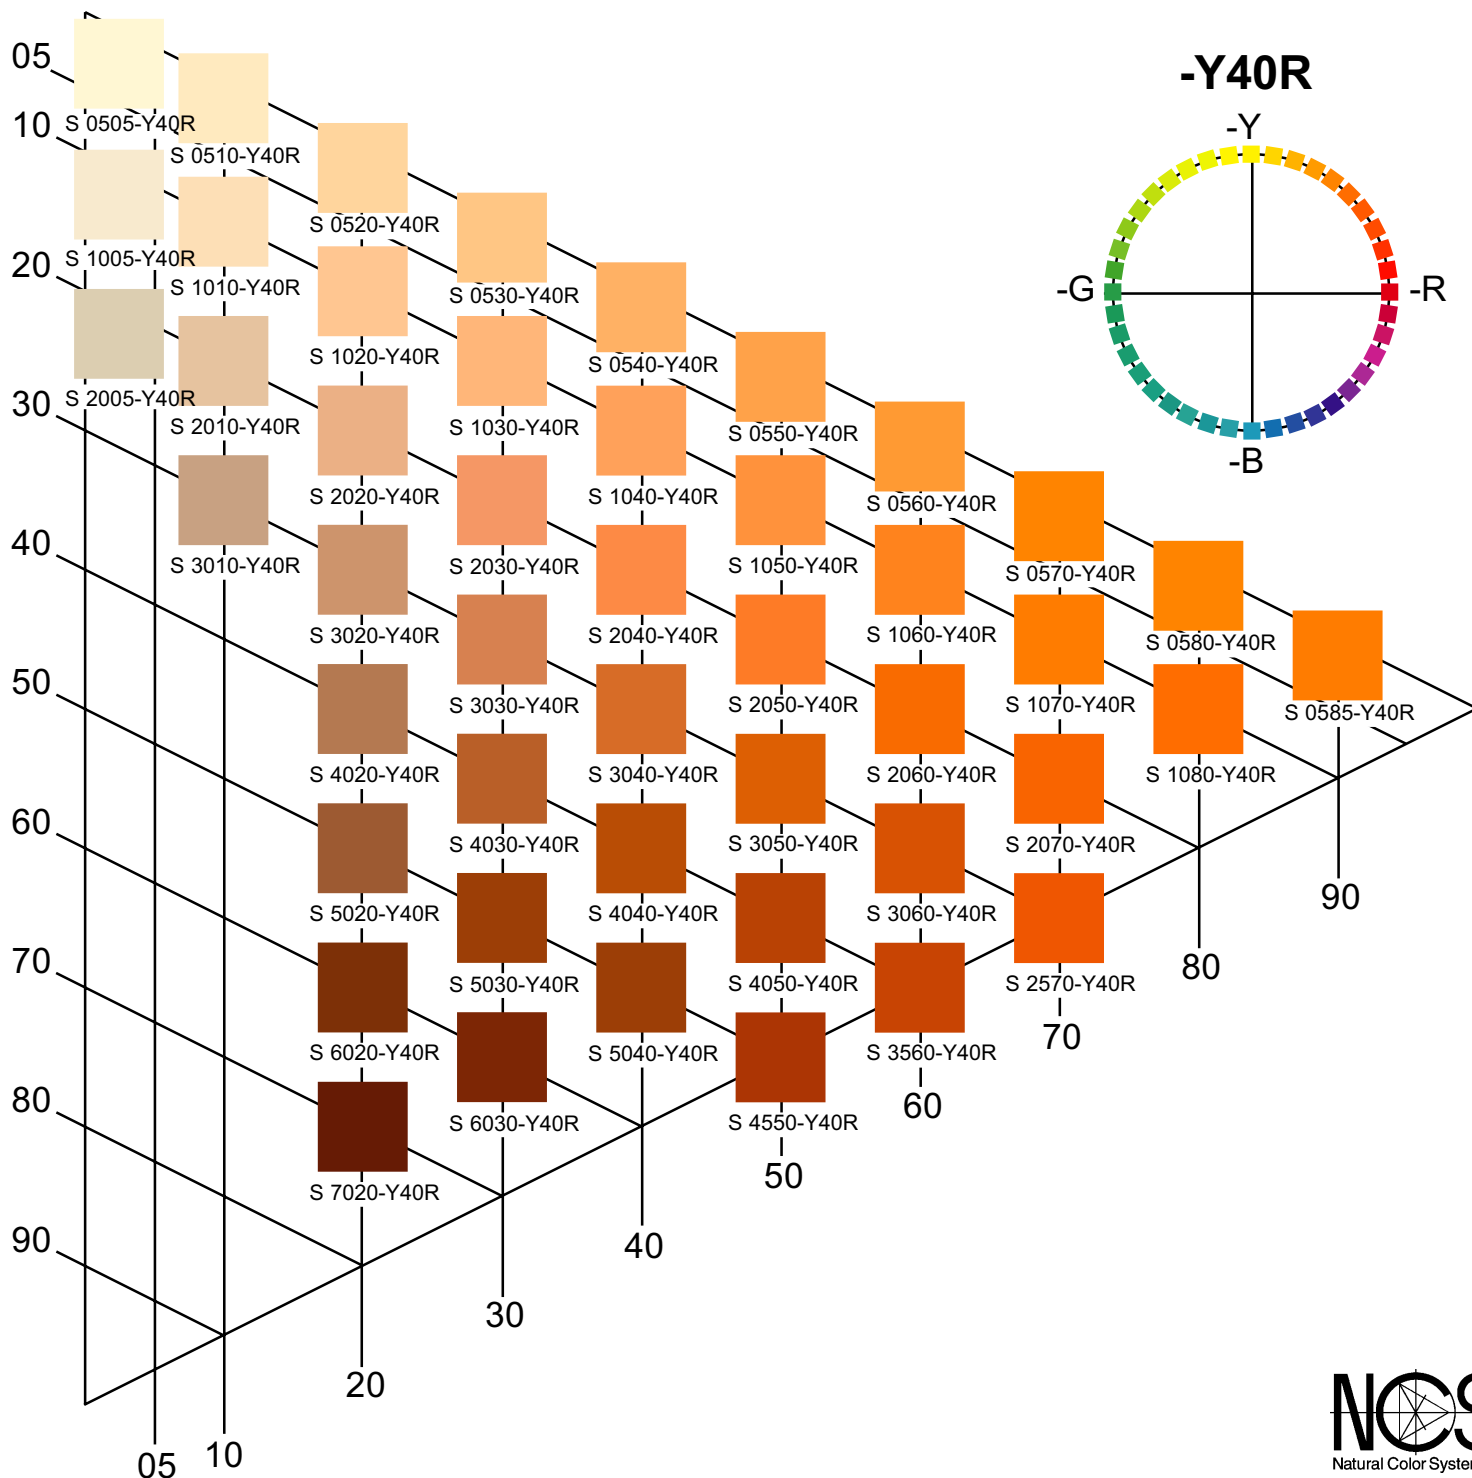 -Y40R
-Y
-G
-R
-B
05
10
20
30
40
50
60
70
80
90
S 0505-Y40R
S 0510-Y40R
S 0520-Y40R
S 0530-Y40R
S 0540-Y40R
S 0550-Y40R
S 0560-Y40R
S 0570-Y40R
S 0580-Y40R
S 0585-Y40R
S 1005-Y40R
S 1010-Y40R
S 1020-Y40R
S 1030-Y40R
S 1040-Y40R
S 1050-Y40R
S 1060-Y40R
S 1070-Y40R
S 1080-Y40R
S 2005-Y40R
S 2010-Y40R
S 2020-Y40R
S 2030-Y40R
S 2040-Y40R
S 2050-Y40R
S 2060-Y40R
S 2070-Y40R
S 2570-Y40R
S 3010-Y40R
S 3020-Y40R
S 3030-Y40R
S 3040-Y40R
S 3050-Y40R
S 3060-Y40R
S 3560-Y40R
S 4020-Y40R
S 4030-Y40R
S 4040-Y40R
S 4050-Y40R
S 4550-Y40R
S 5020-Y40R
S 5030-Y40R
S 5040-Y40R
S 6020-Y40R
S 6030-Y40R
S 7020-Y40R
05
10
20
30
40
50
60
70
80
90
NCS
Natural Color System